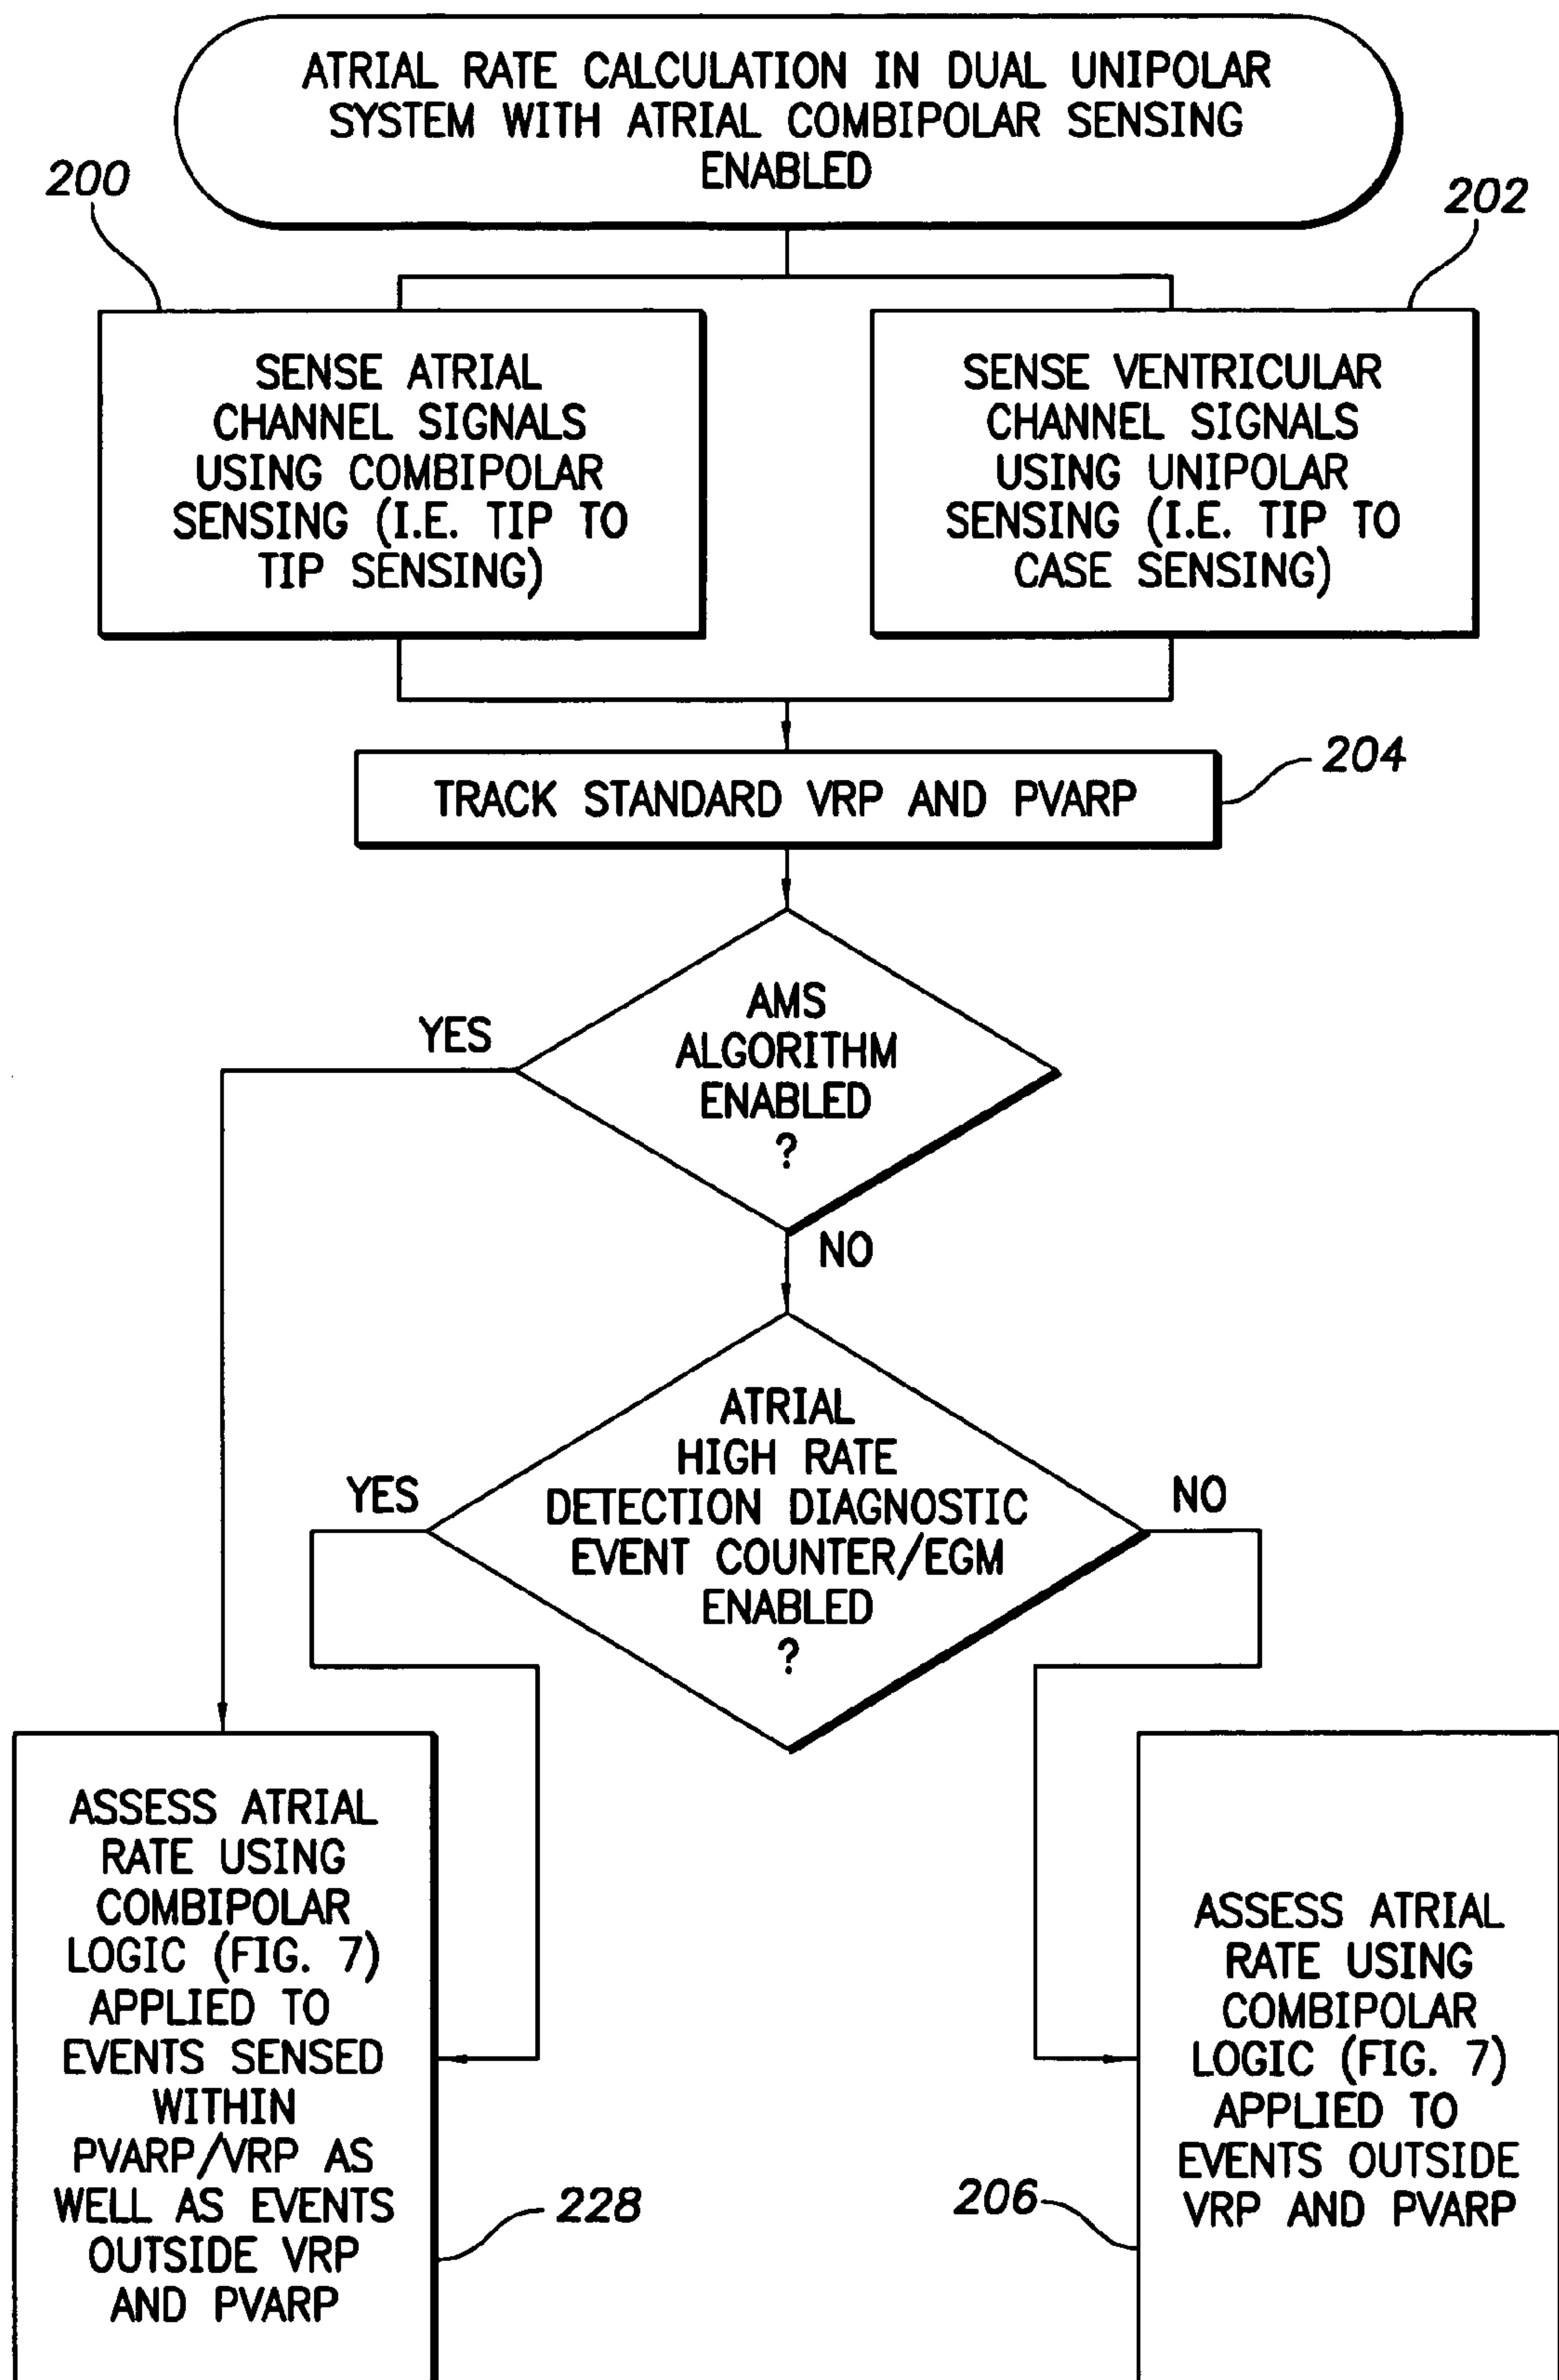 ATRIAL RATE CALCULATION IN DUAL UNIPOLAR
SYSTEM WITH ATRIAL COMBIPOLAR SENSING
ENABLED
200
202
SENSE ATRIAL
CHANNEL SIGNALS
USING COMBIPOLAR
SENSING (I.E. TIP TO
TIP SENSING)
SENSE VENTRICULAR
CHANNEL SIGNALS
USING UNIPOLAR
SENSING (I.E. TIP TO
CASE SENSING)
TRACK STANDARD VRP AND PVARP
204
AMS
ALGORITHM
ENABLED
?
YES
NO
ATRIAL
HIGH RATE
DETECTION DIAGNOSTIC
EVENT COUNTER/EGM
ENABLED
?
YES
NO
ASSESS ATRIAL
RATE USING
COMBIPOLAR
LOGIC (FIG. 7)
APPLIED TO
EVENTS SENSED
WITHIN
PVARP/VRP AS
WELL AS EVENTS
OUTSIDE VRP
AND PVARP
228
ASSESS ATRIAL
RATE USING
COMBIPOLAR
LOGIC (FIG. 7)
APPLIED TO
EVENTS OUTSIDE
VRP AND PVARP
206